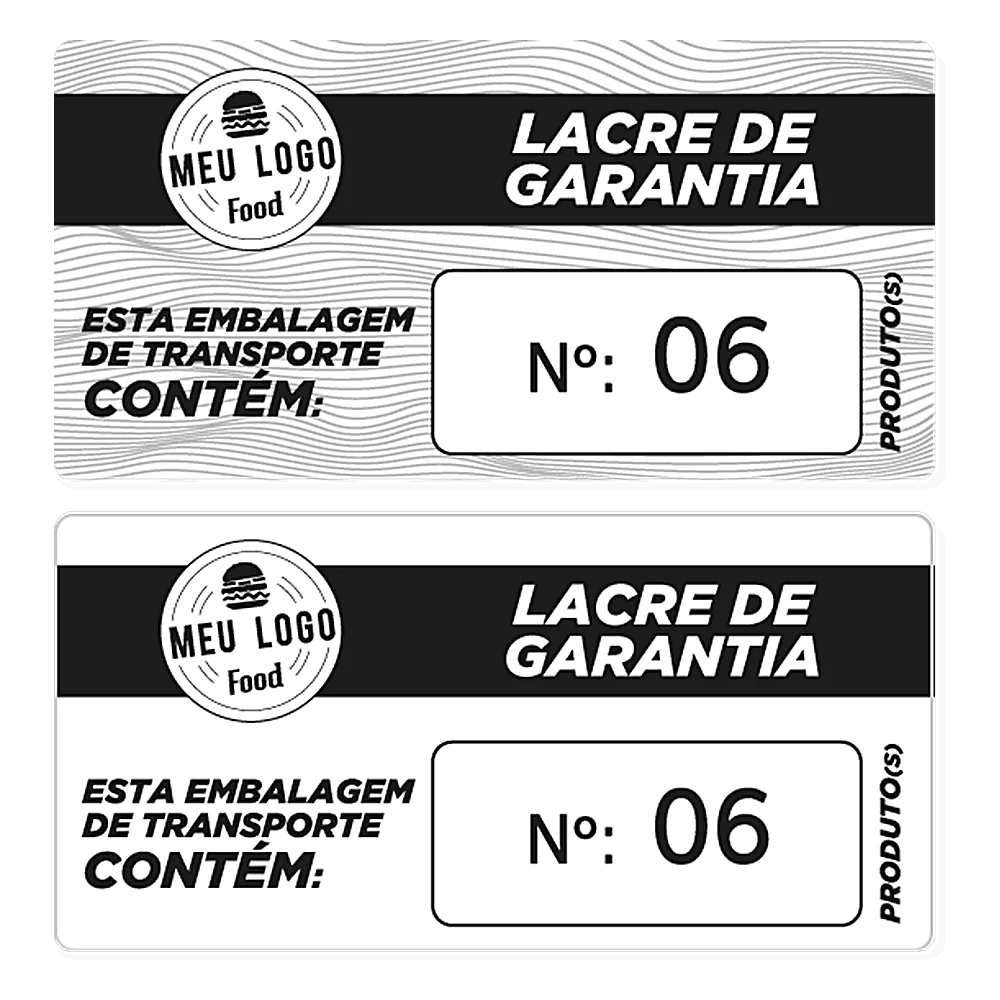 MEU LOGO
Food
LACRE DE
GARANTIA
ESTA EMBALAGEM
DE TRANSPORTE
CONTÉM:
Nº: 06
PRODUTO(S)
MEU LOGO
Food
LACRE DE
GARANTIA
ESTA EMBALAGEM
DE TRANSPORTE
CONTÉM:
Nº: 06
PRODUTO(S)